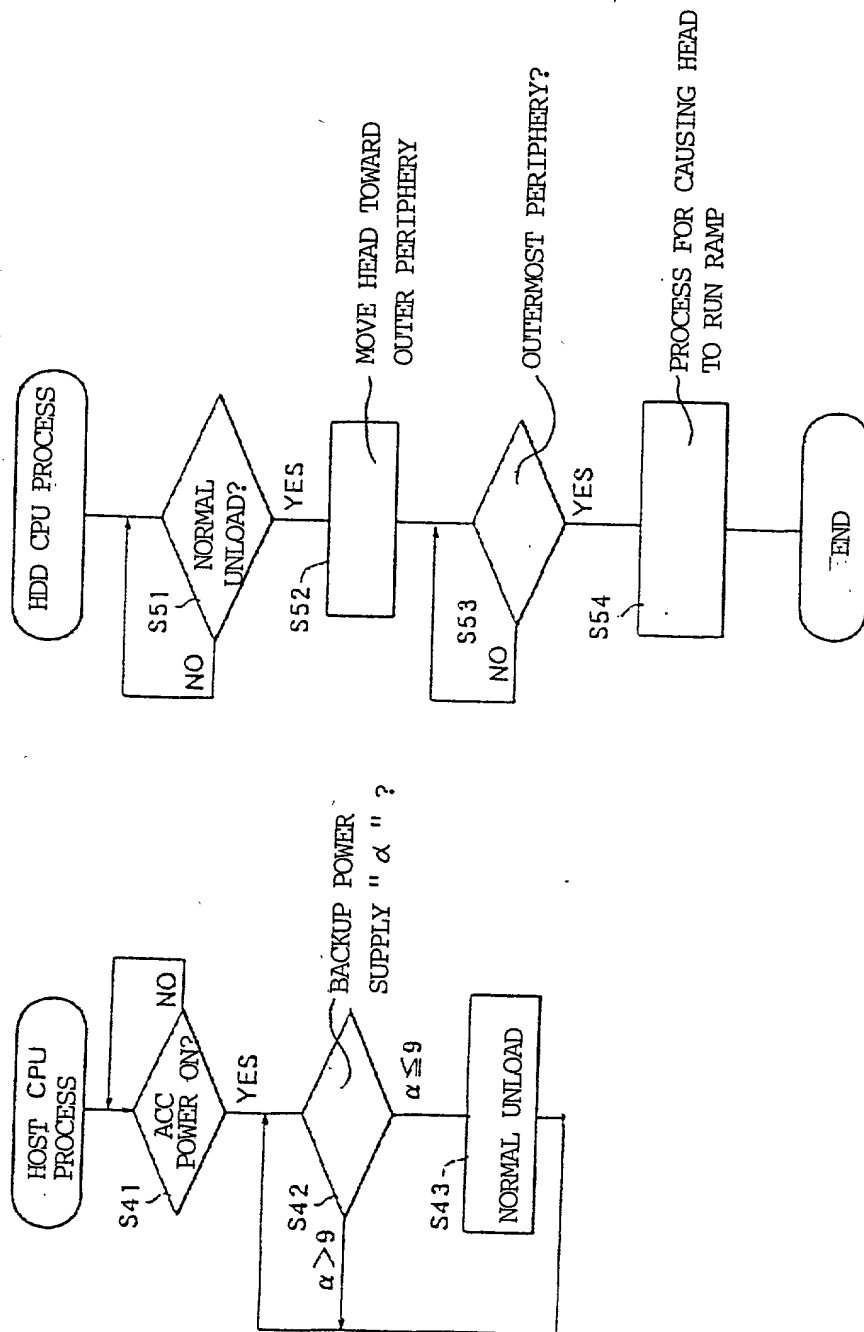 HOST CPU
PROCESS
S41
ACC
POWER ON?
NO
YES
S42
BACKUP POWER
SUPPLY "α"?
α>9
α≦9
S43
NORMAL UNLOAD
HDD CPU PROCESS
S51
NORMAL
UNLOAD?
NO
YES
S52
MOVE HEAD TOWARD
OUTER PERIPHERY
S53
OUTERMOST PERIPHERY?
NO
YES
S54
PROCESS FOR CAUSING HEAD
TO RUN RAMP
END